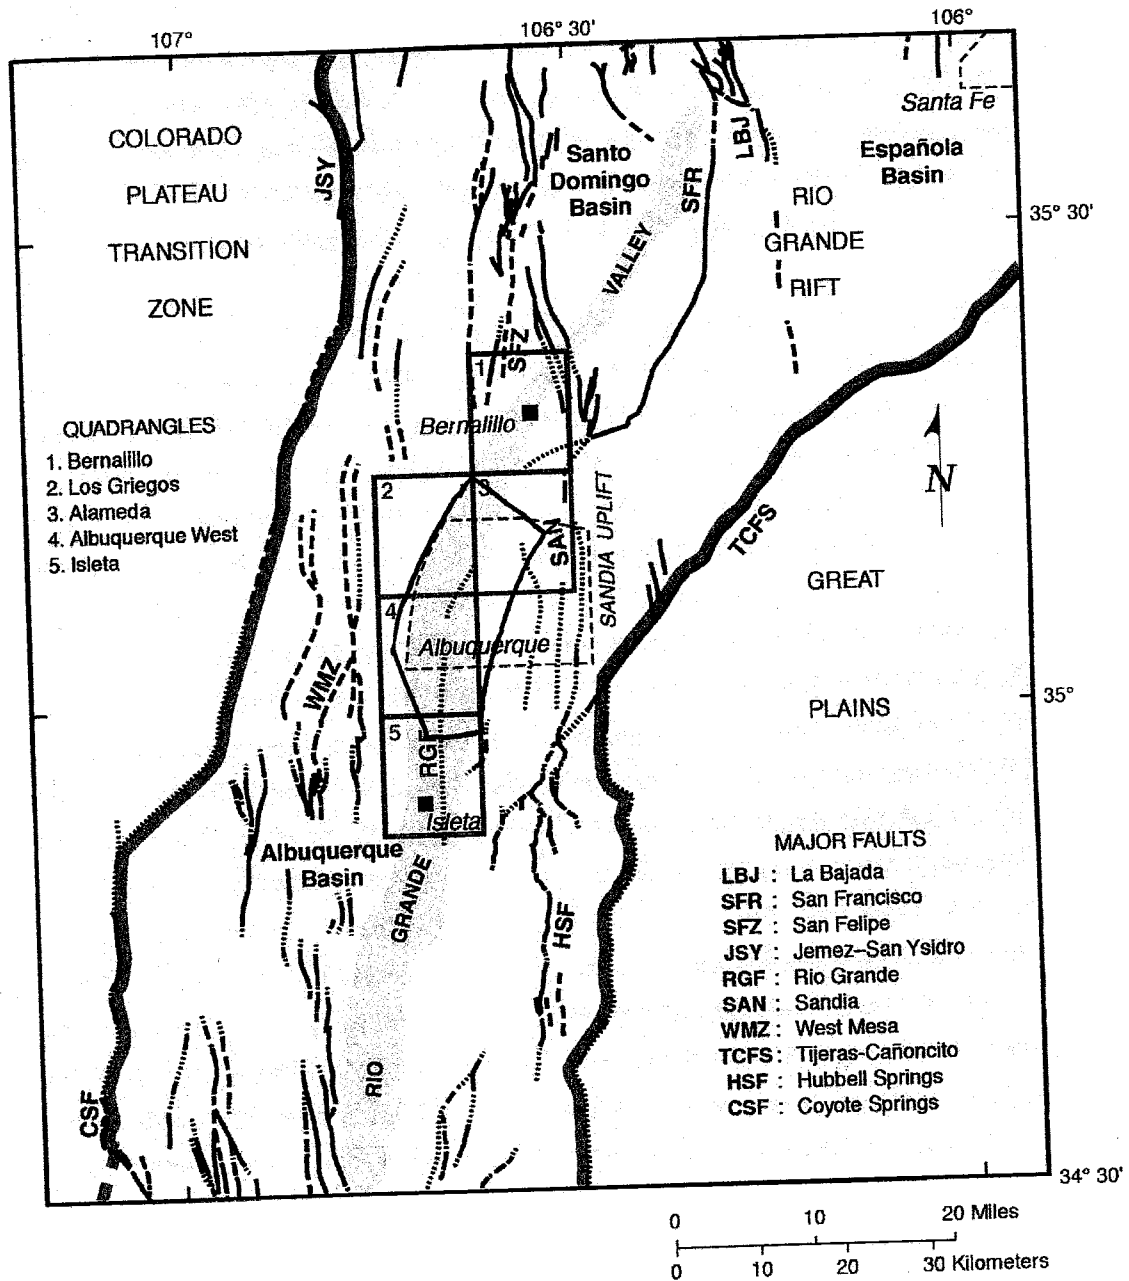 107°
106° 30'
106°
Santa Fe
COLORADO
PLATEAU
TRANSITION
ZONE
JSY
Santo
Domingo
Basin
SFR
LBJ
Española
Basin
RIO
GRANDE
RIFT
35° 30'
VALLEY
SFZ
1
Bernalillo
QUADRANGLES
1. Bernalillo
2. Los Griegos
3. Alameda
4. Albuquerque West
5. Isleta
2
3
SAN
SANDIA UPLIFT
TCFS
N
GREAT
PLAINS
4
Albuquerque
WMZ
35°
5
RGF
Isleta
Albuquerque
Basin
GRANDE
HSF
RIO
CSF
MAJOR FAULTS
LBJ : La Bajada
SFR : San Francisco
SFZ : San Felipe
JSY : Jemez–San Ysidro
RGF : Rio Grande
SAN : Sandia
WMZ : West Mesa
TCFS : Tijeras-Cañoncito
HSF : Hubbell Springs
CSF : Coyote Springs
34° 30'
0 10 20 Miles
0 10 20 30 Kilometers